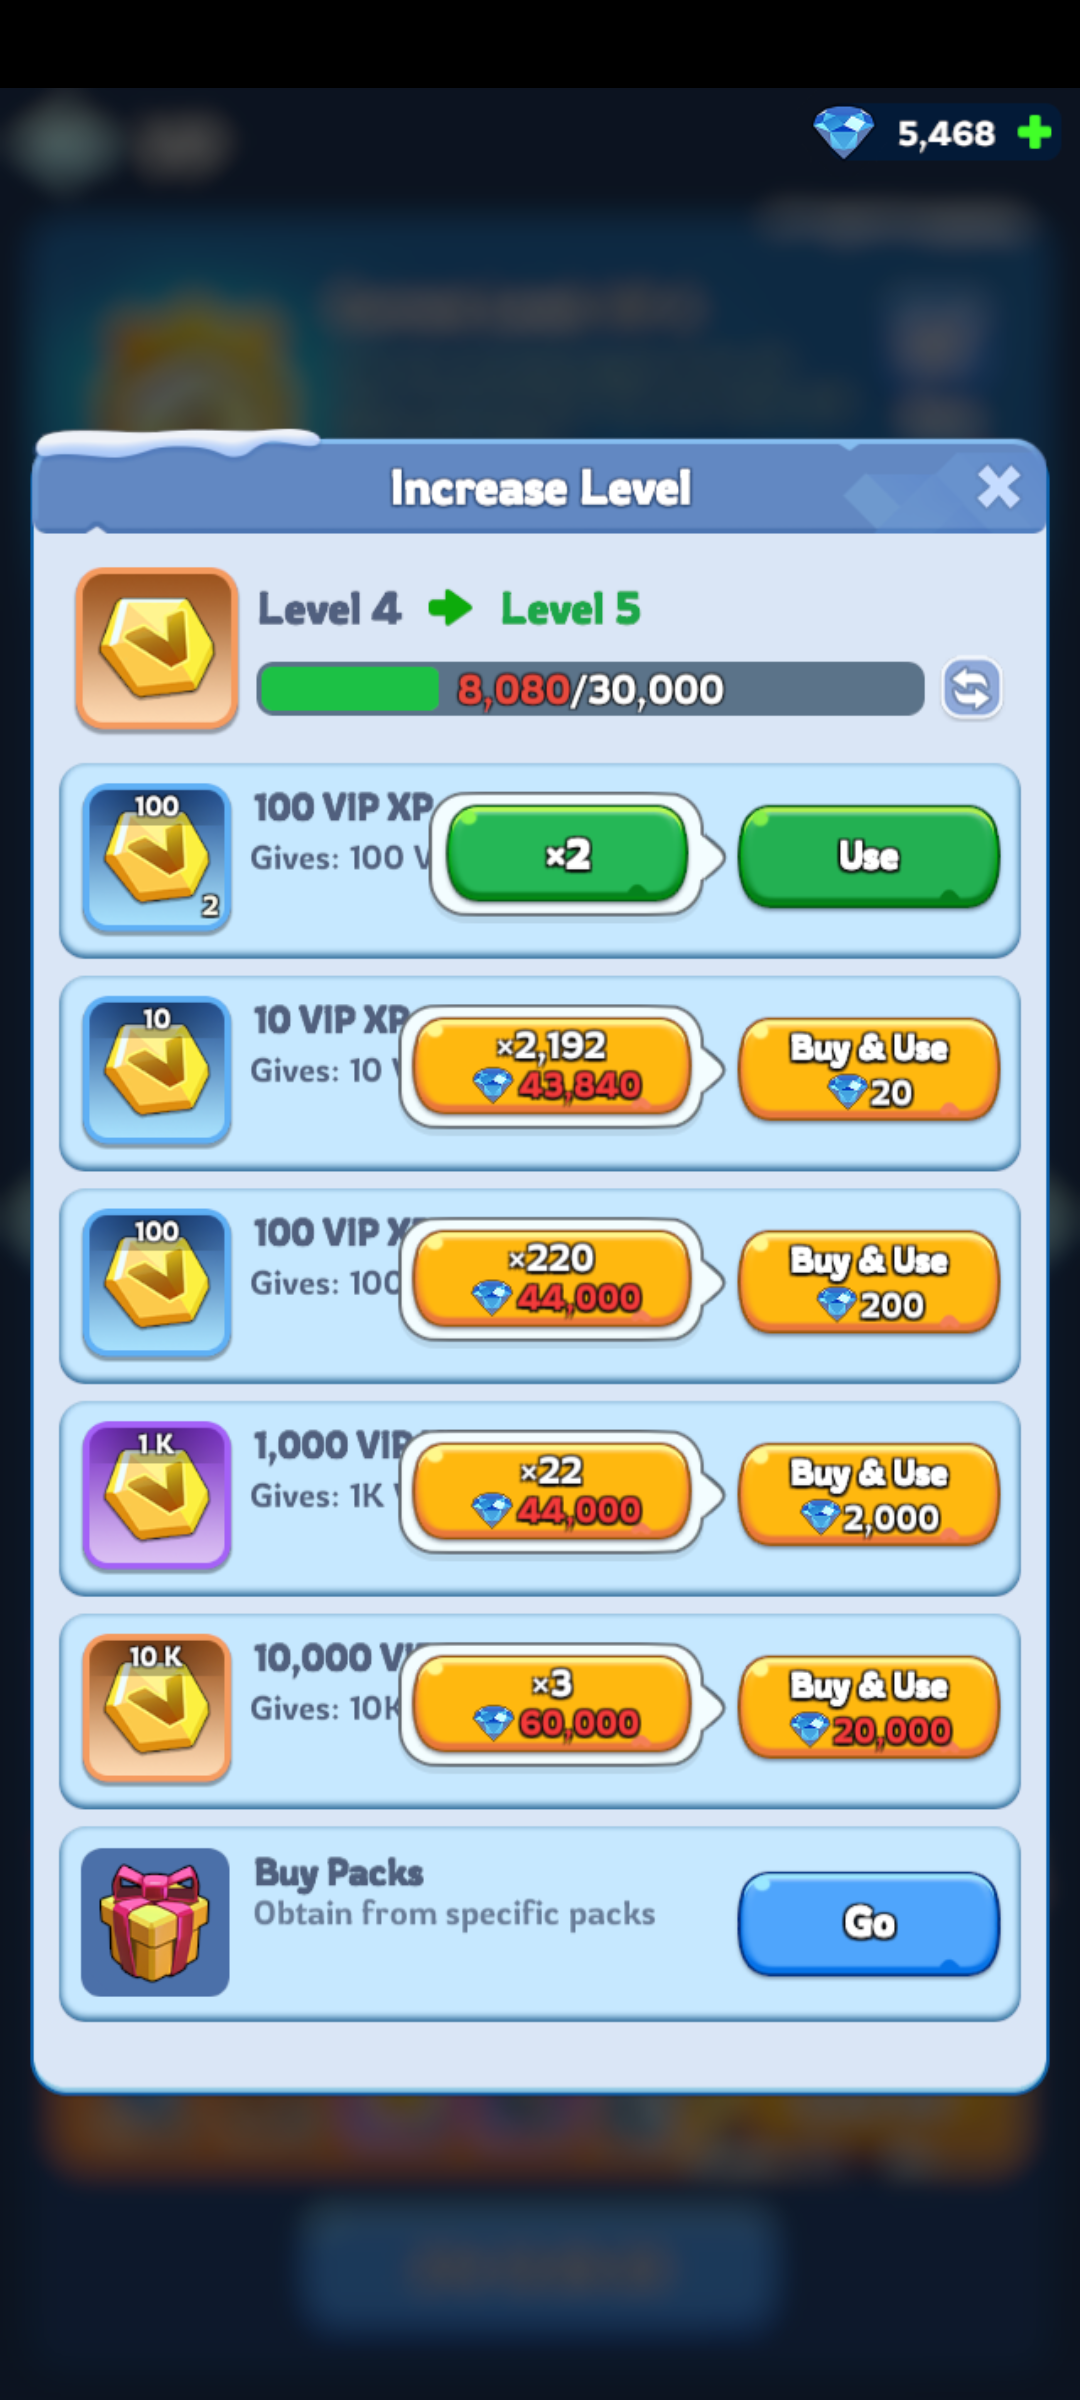 5,468
Increase Level
Level 4 Level 5
8,080/30,000
100
2
100 VIP XP
Gives: 100 V
×2
Use
10
10 VIP XP
Gives: 10
×2,192
43,840
Buy & Use
20
100
100 VIP X
Gives: 100
×220
44,000
Buy & Use
200
1 K
1,000 VIP
Gives: 1K
×22
44,000
Buy & Use
2,000
10 K
10,000 V
Gives: 10K
×3
60,000
Buy & Use
20,000
Buy Packs
Obtain from specific packs
Go